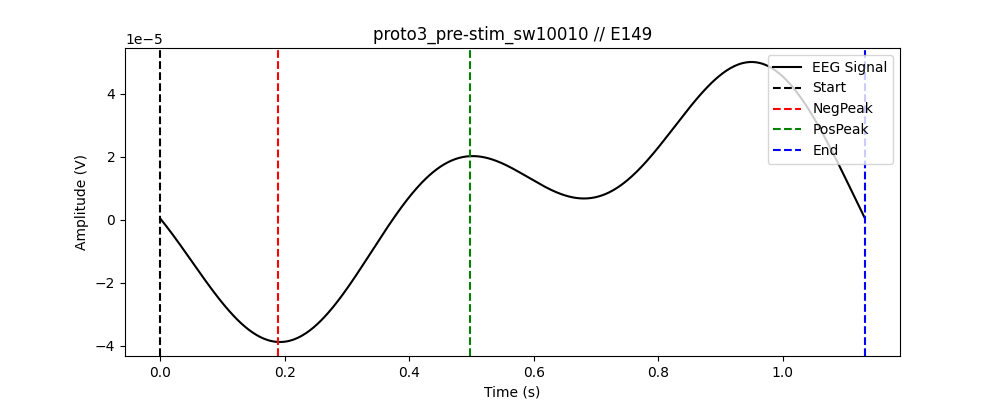 proto3_pre-stim_sw10010 // E149
1e−5
EEG Signal
Start
NegPeak
PosPeak
End
Amplitude (V)
4
2
0
−2
−4
0.0 0.2 0.4 0.6 0.8 1.0
Time (s)